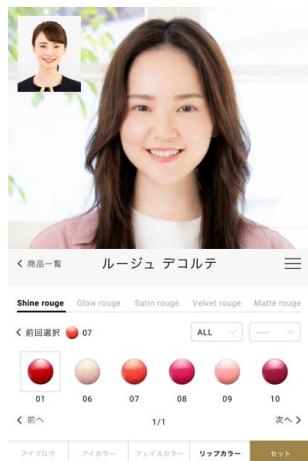 < 商品一覧 ルージュ デコルテ
Shine rouge Glow rouge Satin rouge Velvet rouge Matte rouge
< 前回選択 07 ALL ----
01 06 07 08 09 10
< 前へ 1/1 次へ >
アイブロウ アイカラー フェイスカラー リップカラー セット